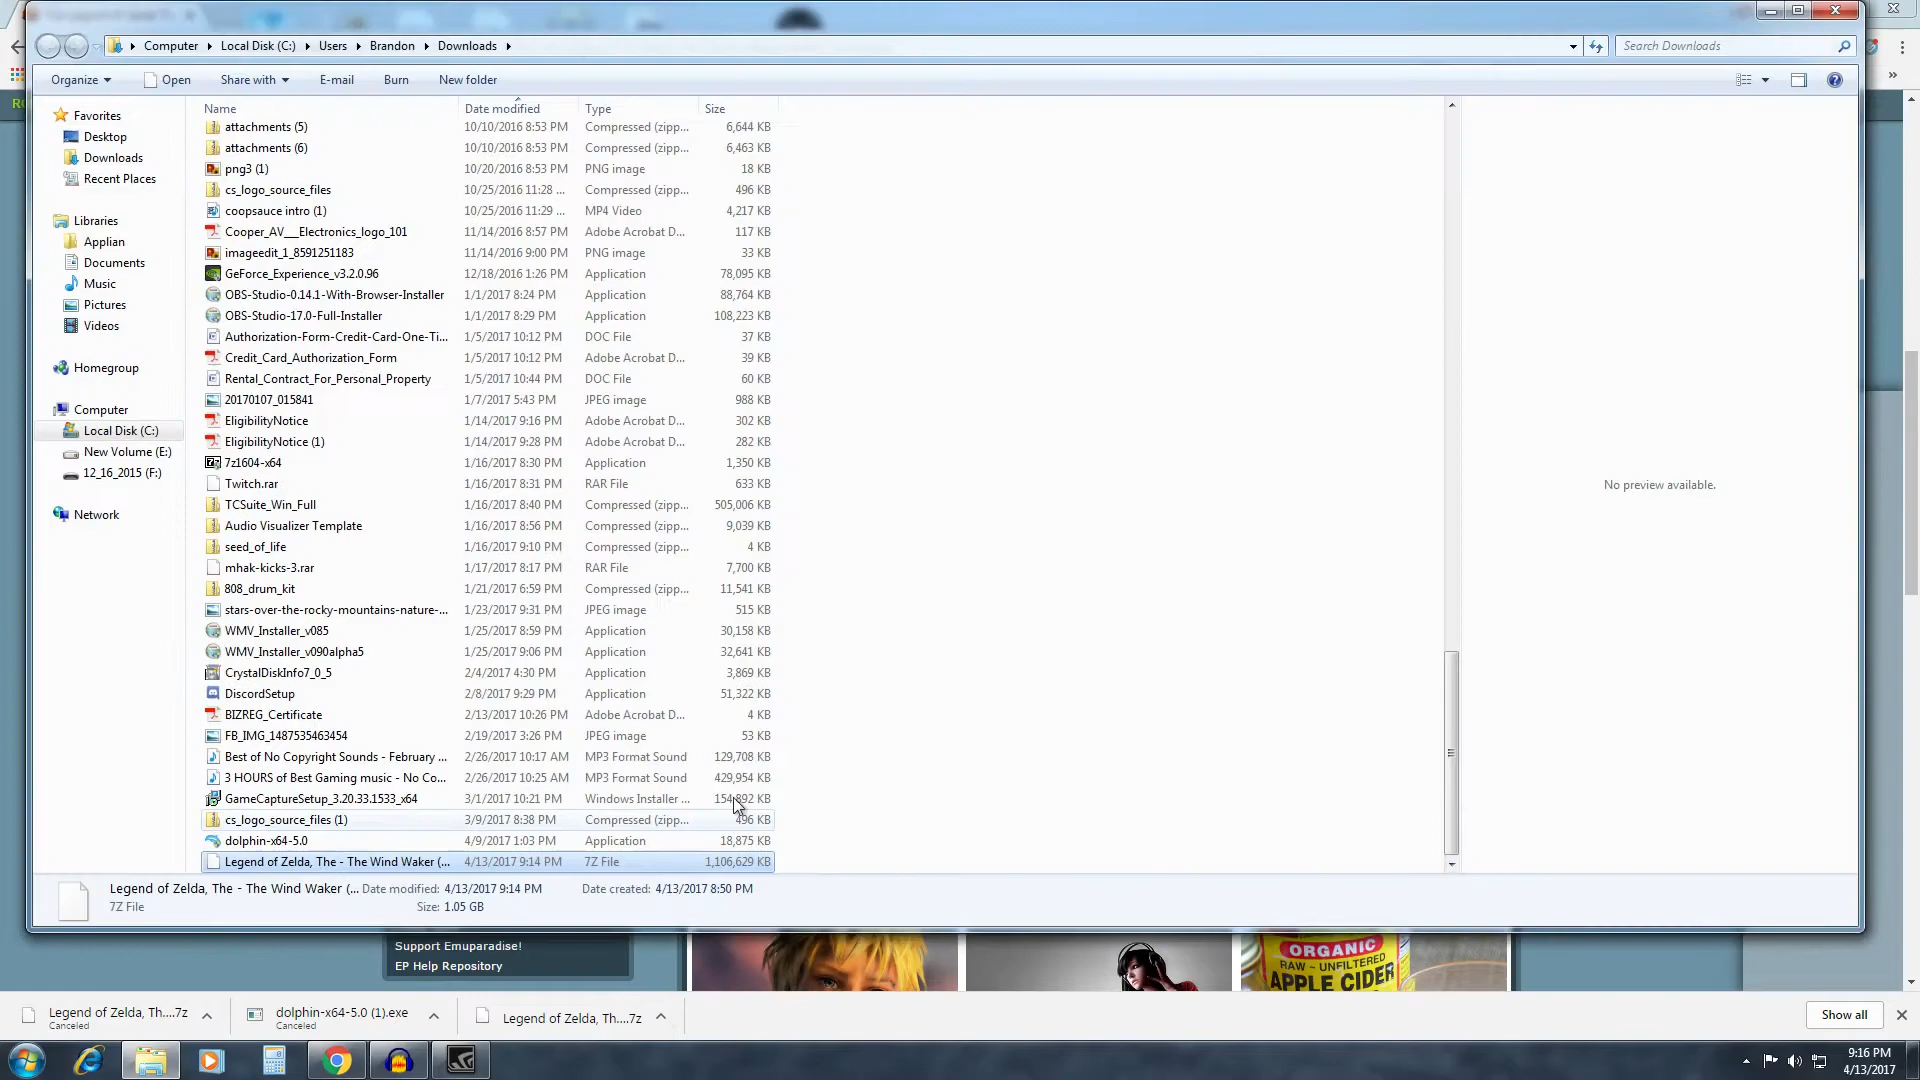 Computer Local Disk (C:) Users Brandon Downloads
Search Downloads
Organize Open Share with E-mail Burn New folder
Favorites
Desktop
Downloads
Recent Places
Libraries
Applian
Documents
Music
Pictures
Videos
Homegroup
Computer
Local Disk (C:)
New Volume (E:)
12_16_2015 (F:)
Network
Name Date modified Type Size
attachments (5) 10/10/2016 8:53 PM Compressed (zipp... 6,644 KB
attachments (6) 10/10/2016 8:53 PM Compressed (zipp... 6,463 KB
png3 (1) 10/20/2016 8:53 PM PNG image 18 KB
cs_logo_source_files 10/25/2016 11:28 ... Compressed (zipp... 496 KB
coopsauce intro (1) 10/25/2016 11:29 ... MP4 Video 4,217 KB
Cooper_AV___Electronics_logo_101 11/14/2016 8:57 PM Adobe Acrobat D... 117 KB
imageedit_1_8591251183 11/14/2016 9:00 PM PNG image 33 KB
GeForce_Experience_v3.2.0.96 12/18/2016 1:26 PM Application 78,095 KB
OBS-Studio-0.14.1-With-Browser-Installer 1/1/2017 8:24 PM Application 88,764 KB
OBS-Studio-17.0-Full-Installer 1/1/2017 8:29 PM Application 108,223 KB
Authorization-Form-Credit-Card-One-Ti... 1/5/2017 10:12 PM DOC File 37 KB
Credit_Card_Authorization_Form 1/5/2017 10:12 PM Adobe Acrobat D... 39 KB
Rental_Contract_For_Personal_Property 1/5/2017 10:44 PM DOC File 60 KB
20170107_015841 1/7/2017 5:43 PM JPEG image 988 KB
EligibilityNotice 1/14/2017 9:16 PM Adobe Acrobat D... 302 KB
EligibilityNotice (1) 1/14/2017 9:28 PM Adobe Acrobat D... 282 KB
7z1604-x64 1/16/2017 8:30 PM Application 1,350 KB
Twitch.rar 1/16/2017 8:31 PM RAR File 633 KB
TCSuite_Win_Full 1/16/2017 8:40 PM Compressed (zipp... 505,006 KB
Audio Visualizer Template 1/16/2017 8:56 PM Compressed (zipp... 9,039 KB
seed_of_life 1/16/2017 9:10 PM Compressed (zipp... 4 KB
mhak-kicks-3.rar 1/17/2017 8:17 PM RAR File 7,700 KB
808_drum_kit 1/21/2017 6:59 PM Compressed (zipp... 11,541 KB
stars-over-the-rocky-mountains-nature-... 1/23/2017 9:31 PM JPEG image 515 KB
WMV_Installer_v085 1/25/2017 8:59 PM Application 30,158 KB
WMV_Installer_v090alpha5 1/25/2017 9:06 PM Application 32,641 KB
CrystalDiskInfo7_0_5 2/4/2017 4:30 PM Application 3,869 KB
DiscordSetup 2/8/2017 9:29 PM Application 51,322 KB
BIZREG_Certificate 2/13/2017 10:26 PM Adobe Acrobat D... 4 KB
FB_IMG_1487535463454 2/19/2017 3:26 PM JPEG image 53 KB
Best of No Copyright Sounds - February ... 2/26/2017 10:17 AM MP3 Format Sound 129,708 KB
3 HOURS of Best Gaming music - No Co... 2/26/2017 10:25 AM MP3 Format Sound 429,954 KB
GameCaptureSetup_3.20.33.1533_x64 3/1/2017 10:21 PM Windows Installer ... KB
cs_logo_source_files (1) 3/9/2017 8:38 PM Compressed (zipp... 496 KB
dolphin-x64-5.0 4/9/2017 1:03 PM Application 18,875 KB
Legend of Zelda, The - The Wind Waker (... 4/13/2017 9:14 PM 7Z File 1,106,629 KB
No preview available.
Legend of Zelda, The - The Wind Waker (... Date modified: 4/13/2017 9:14 PM Date created: 4/13/2017 8:50 PM
7Z File Size: 1.05 GB
Support Emuparadise!
EP Help Repository
ORGANIC
RAW ~ UNFILTERED
APPLE CIDER
Legend of Zelda, Th....7z
Canceled
dolphin-x64-5.0 (1).exe
Canceled
Legend of Zelda, Th....7z
Show all
9:16 PM
4/13/2017